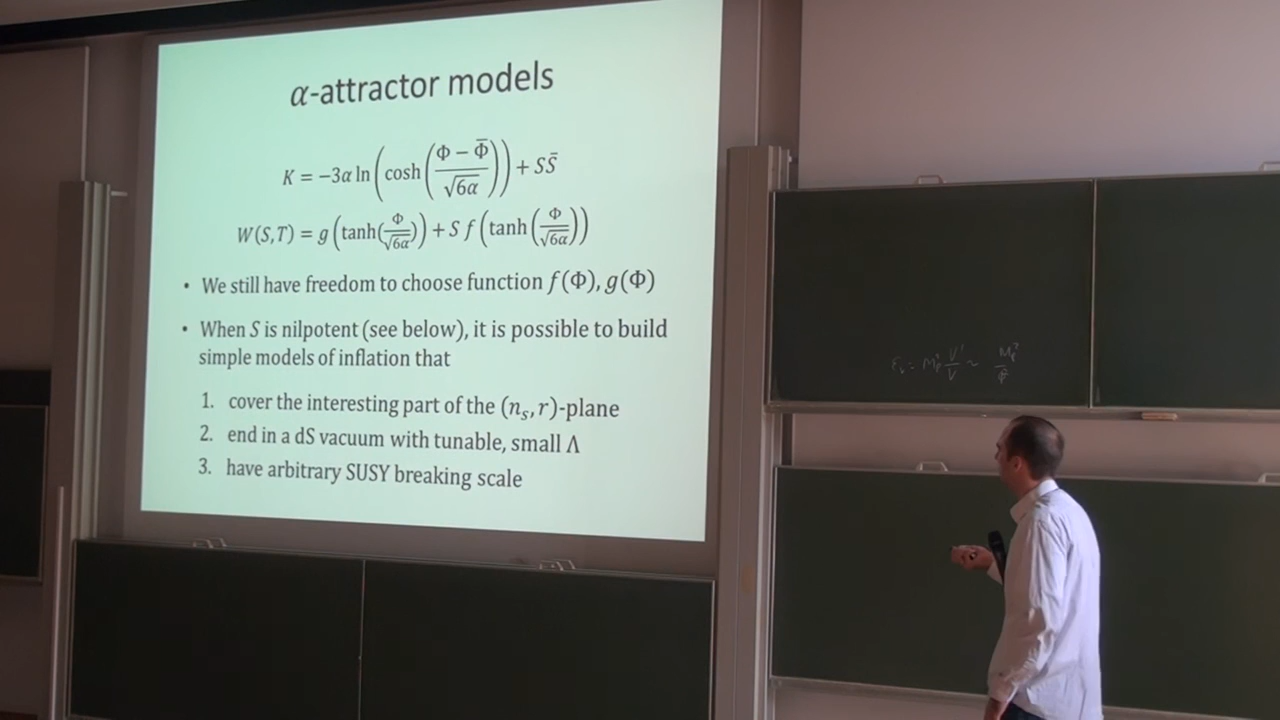 α-attractor models
K = −3α ln(cosh((Φ − Φ̄)/√6α)) + SS̄
W(S,T) = g(tanh(Φ/√6α)) + S f(tanh(Φ/√6α))
• We still have freedom to choose function f(Φ), g(Φ)
• When S is nilpotent (see below), it is possible to build
simple models of inflation that
1. cover the interesting part of the (nₛ, r)-plane
2. end in a dS vacuum with tunable, small Λ
3. have arbitrary SUSY breaking scale